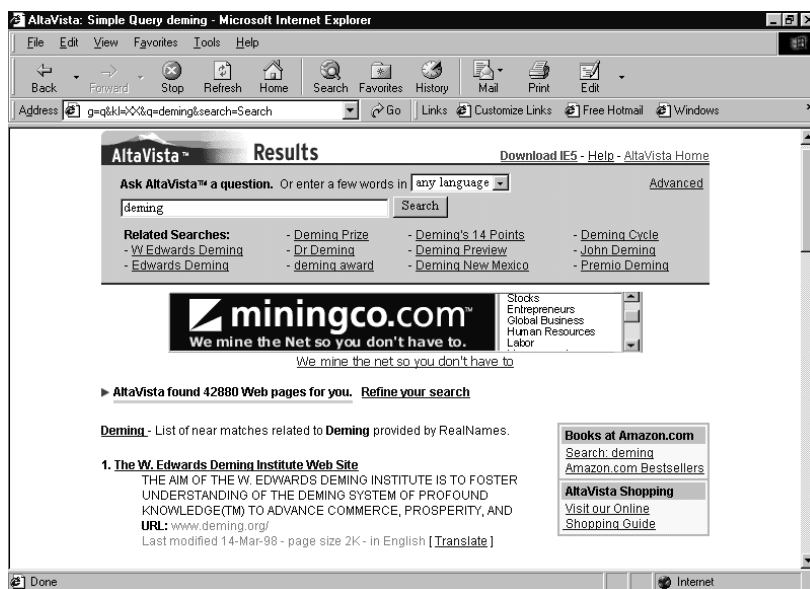 AltaVista: Simple Query deming - Microsoft Internet Explorer
File Edit View Favorites Tools Help
Back Forward Stop Refresh Home Search Favorites History Mail Print Edit
Address g=q&kl=XX&q=deming&search=Search Go Links Customize Links Free Hotmail Windows
AltaVista™ Results Download IE5 - Help - AltaVista Home
Ask AltaVista™ a question. Or enter a few words in any language Advanced
deming Search
Related Searches: - Deming Prize - Deming's 14 Points - Deming Cycle
- W Edwards Deming - Dr Deming - Deming Preview - John Deming
- Edwards Deming - deming award - Deming New Mexico - Premio Deming
miningco.com™
We mine the Net so you don't have to.
Stocks
Entrepreneurs
Global Business
Human Resources
Labor
We mine the net so you don't have to
AltaVista found 42880 Web pages for you. Refine your search
Deming - List of near matches related to Deming provided by RealNames.
1. The W. Edwards Deming Institute Web Site
THE AIM OF THE W. EDWARDS DEMING INSTITUTE IS TO FOSTER
UNDERSTANDING OF THE DEMING SYSTEM OF PROFOUND
KNOWLEDGE(TM) TO ADVANCE COMMERCE, PROSPERITY, AND
URL: www.deming.org/
Last modified 14-Mar-98 - page size 2K - in English [ Translate ]
Books at Amazon.com
Search: deming
Amazon.com Bestsellers
AltaVista Shopping
Visit our Online
Shopping Guide
Done Internet